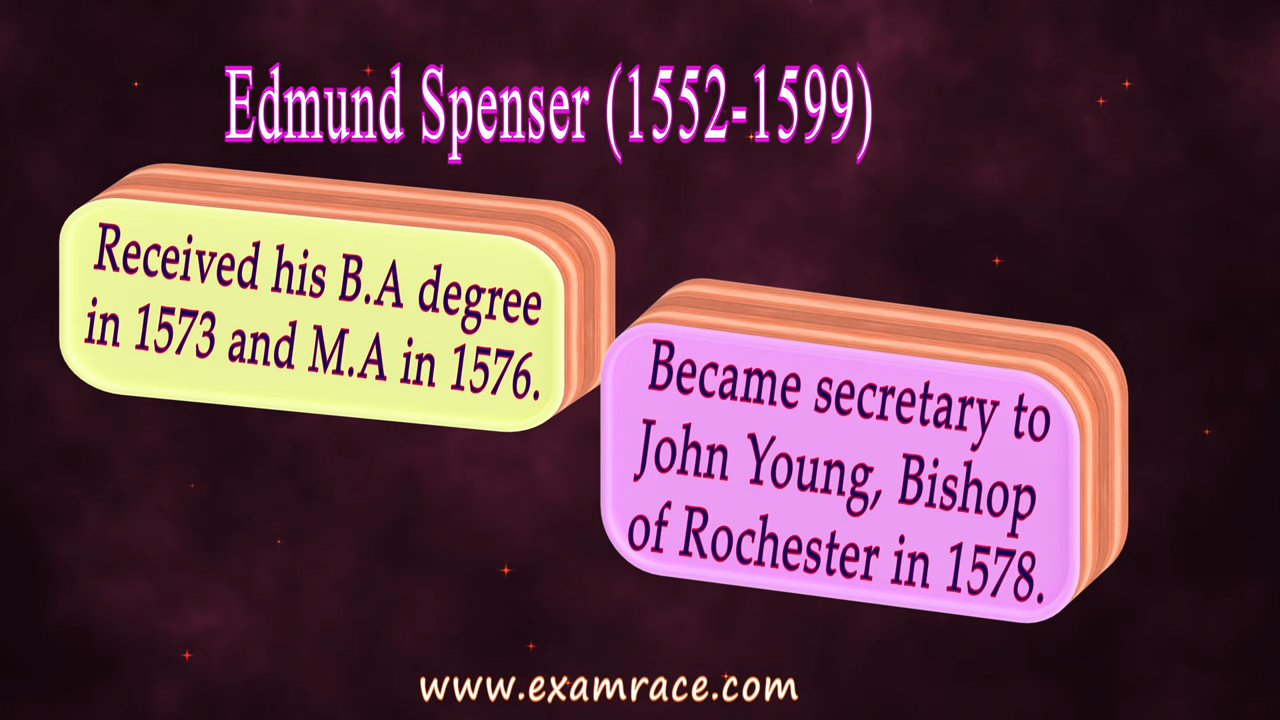 Edmund Spenser (1552-1599)
Received his B.A degree
in 1573 and M.A in 1576.
Became secretary to
John Young, Bishop
of Rochester in 1578.
www.examrace.com